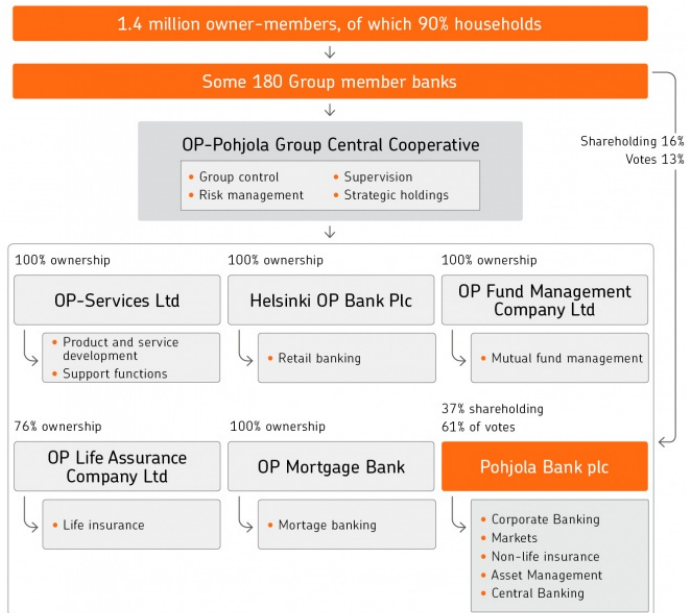 1.4 million owner-members, of which 90% households
Some 180 Group member banks
Shareholding 16%
Votes 13%
OP-Pohjola Group Central Cooperative
• Group control
• Risk management
• Supervision
• Strategic holdings
100% ownership
OP-Services Ltd
• Product and service
development
• Support functions
100% ownership
Helsinki OP Bank Plc
• Retail banking
100% ownership
OP Fund Management
Company Ltd
• Mutual fund management
76% ownership
OP Life Assurance
Company Ltd
• Life insurance
100% ownership
OP Mortgage Bank
• Mortage banking
37% shareholding
61% of votes
Pohjola Bank plc
• Corporate Banking
• Markets
• Non-life insurance
• Asset Management
• Central Banking